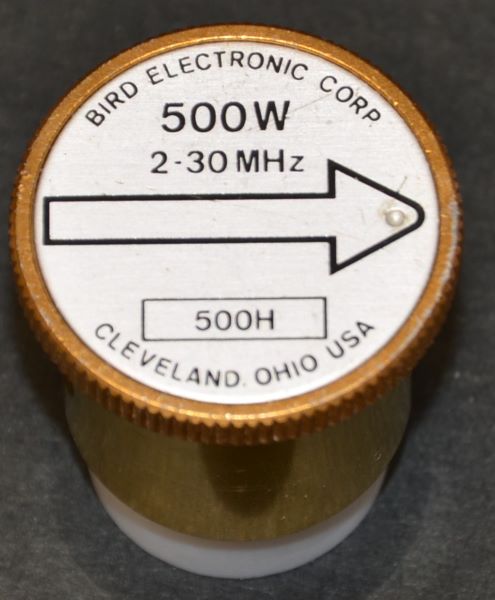 BIRD ELECTRONIC CORP.
500W
2-30 MHz
500H
CLEVELAND, OHIO USA